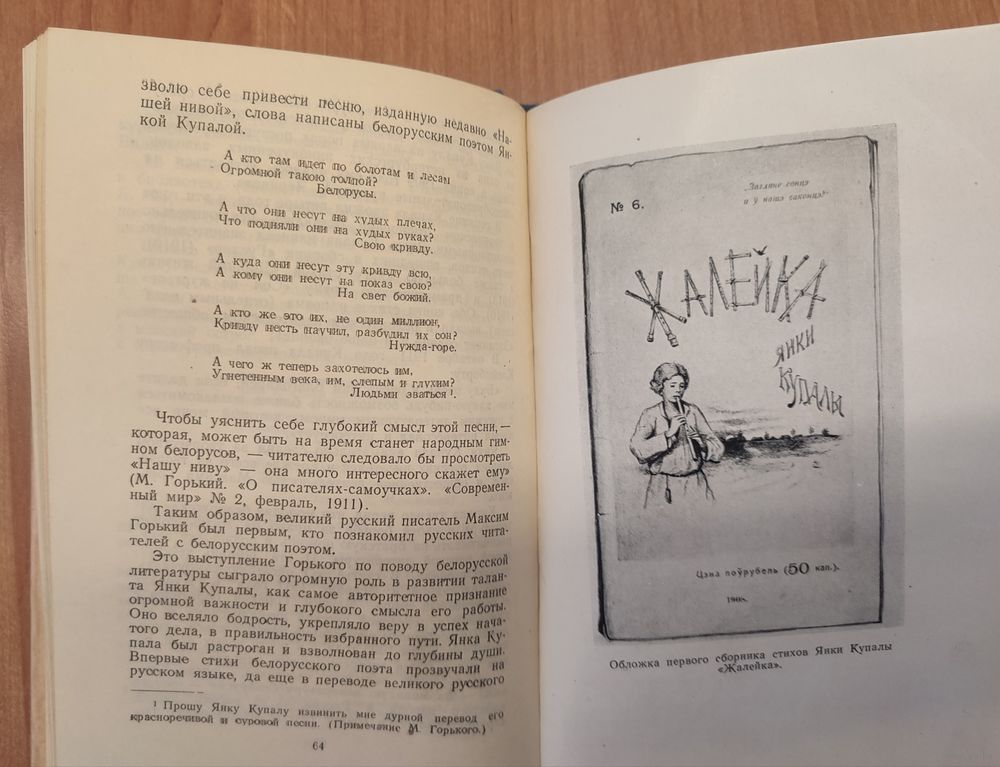 зволю себе привести песню, изданную недавно «На-
шей нивой», слова написаны белорусским поэтом Ян-
кой Купалой.
А кто там идет по болотам и лесам
Огромной такою толпой?
Белорусы.
А что они несут на худых плечах,
Что подняли они на худых руках?
Свою кривду.
А куда они несут эту кривду всю,
А кому они несут на показ свою?
На свет божий.
А кто же это их, не один миллион,
Кривду несть научил, разбудил их сон?
Нужда-горе.
А чего ж теперь захотелось им,
Угнетенным века, им, слепым и глухим?
Людьми зваться ¹.
Чтобы уяснить себе глубокий смысл этой песни, —
которая, может быть на время станет народным гим-
ном белорусов, — читателю следовало бы просмотреть
«Нашу ниву» — она много интересного скажет ему»
(М. Горький. «О писателях-самоучках». «Современ-
ный мир» № 2, февраль, 1911).
Таким образом, великий русский писатель Максим
Горький был первым, кто познакомил русских чита-
телей с белорусским поэтом.
Это выступление Горького по поводу белорусской
литературы сыграло огромную роль в развитии талан-
та Янки Купалы, как самое авторитетное признание
огромной важности и глубокого смысла его работы.
Оно вселяло бодрость, укрепляло веру в успех нача-
того дела, в правильность избранного пути. Янка Ку-
пала был растроган и взволнован до глубины души.
Впервые стихи белорусского поэта прозвучали на
русском языке, да еще в переводе великого русского
¹ Прошу Янку Купалу извинить мне дурной перевод его
красноречивой и суровой песни. (Примечание М. Горького.)
64
№ 6.
„Загляне сонцэ
и ў нашэ ваконцэ!"
ЖАЛЕЙКА
ЯНКИ
КУПАЛЫ
Цэна поўрубель (50 кап.).
1908.
Обложка первого сборника стихов Янки Купалы
«Жалейка».